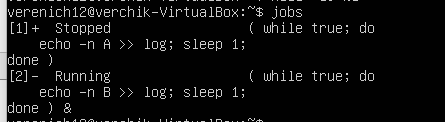 verenich12@verchik-VirtualBox:~$ jobs
[1]+  Stopped                 ( while true; do
    echo -n A >> log; sleep 1;
done )
[2]-  Running                 ( while true; do
    echo -n B >> log; sleep 1;
done ) &
verenich12@verchik-VirtualBox:~$